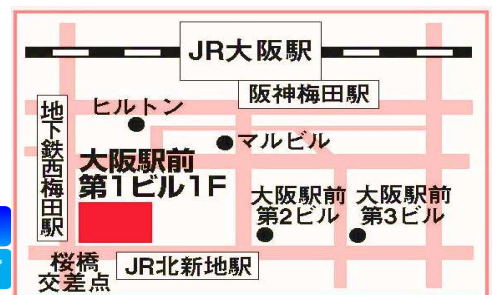 JR大阪駅
阪神梅田駅
ヒルトン
マルビル
地下鉄西梅田駅
大阪駅前
第1ビル1F
大阪駅前
第2ビル
大阪駅前
第3ビル
桜橋
交差点
JR北新地駅